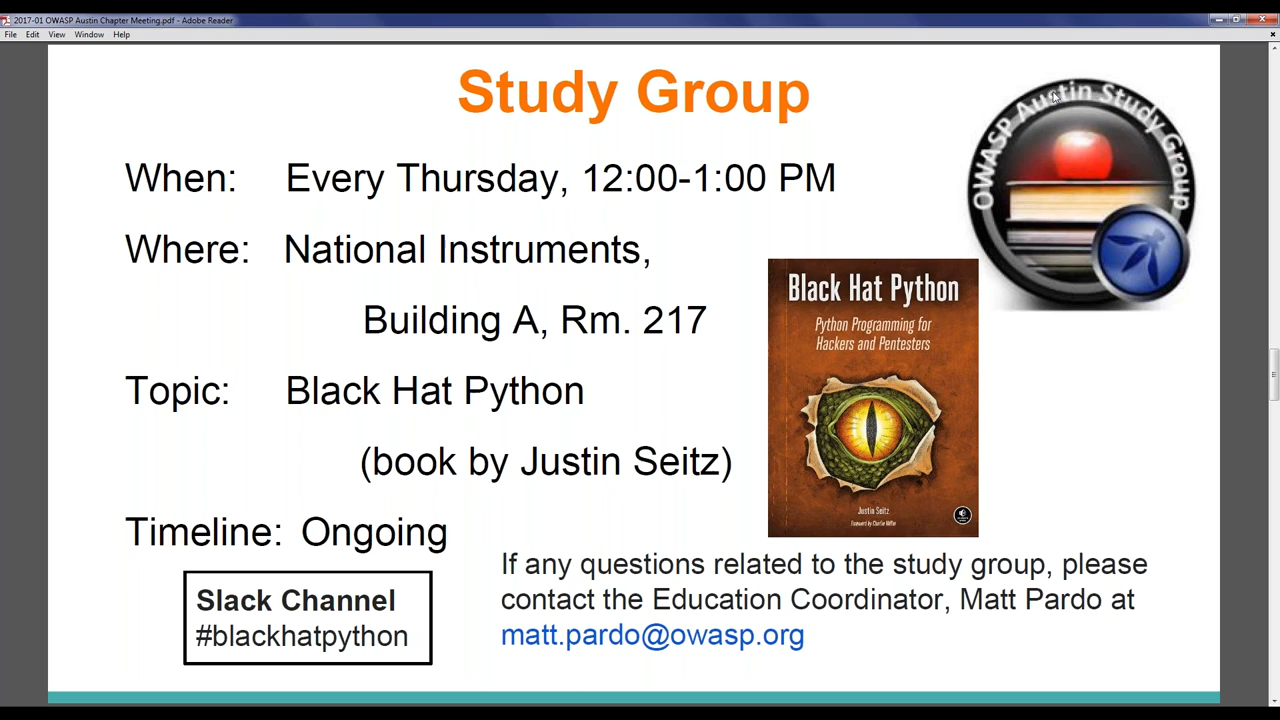 2017-01 OWASP Austin Chapter Meeting.pdf - Adobe Reader
File Edit View Window Help
Study Group
OWASP Austin Study Group
When: Every Thursday, 12:00-1:00 PM
Where: National Instruments,
Building A, Rm. 217
Topic: Black Hat Python
(book by Justin Seitz)
Timeline: Ongoing
Black Hat Python
Python Programming for
Hackers and Pentesters
Justin Seitz
Foreword by Charlie Miller
Slack Channel
#blackhatpython
If any questions related to the study group, please
contact the Education Coordinator, Matt Pardo at
matt.pardo@owasp.org